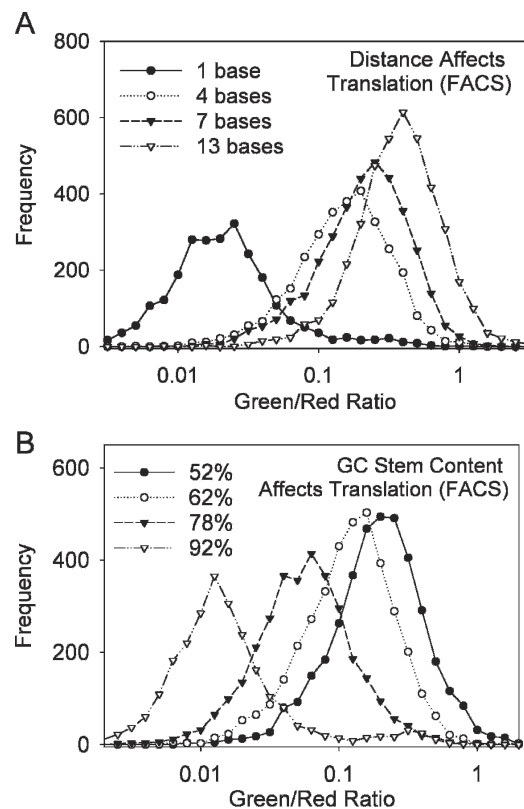 A
800
600
400
200
0
Frequency
1 base
4 bases
7 bases
13 bases
Distance Affects
Translation (FACS)
0.01
0.1
1
Green/Red Ratio
B
600
400
200
0
Frequency
52%
62%
78%
92%
GC Stem Content
Affects Translation (FACS)
0.01
0.1
1
Green/Red Ratio